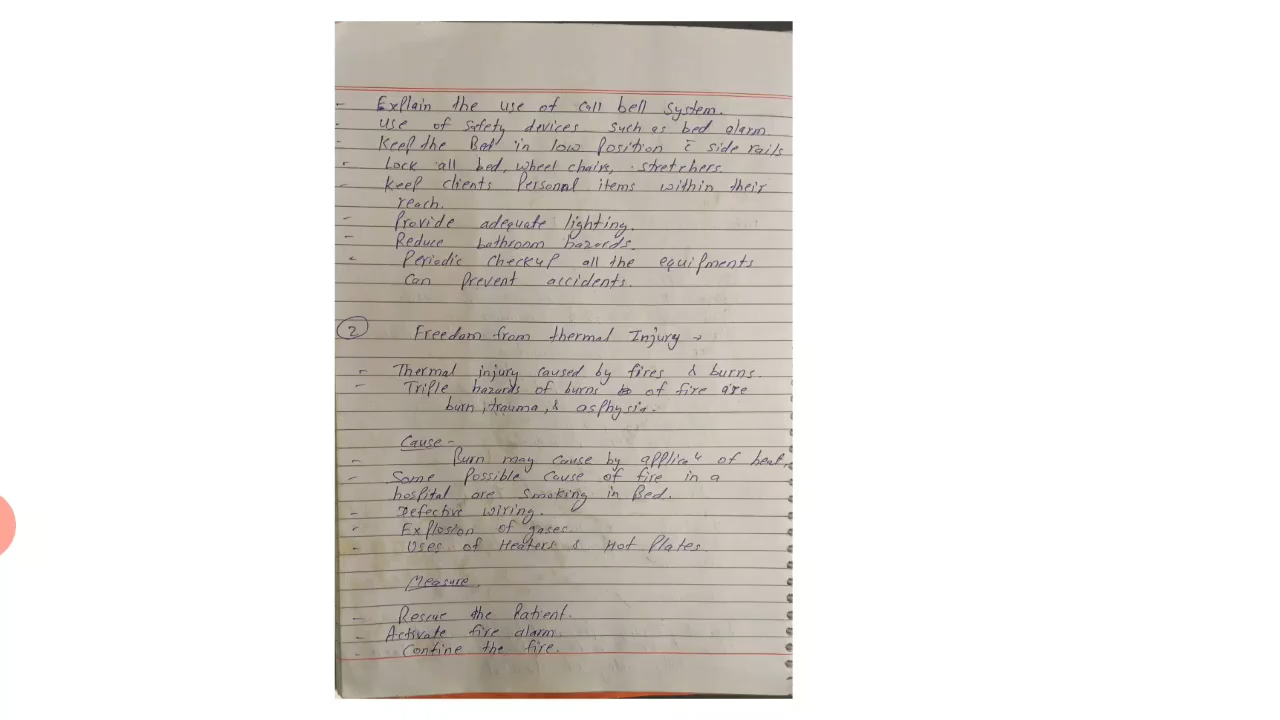 - Explain the use of call bell system.
- Use of safety devices such as bed alarm
- Keep the Bed in low Position c̄ side rails
- Lock all bed, wheel chairs, stretchers.
- Keep clients Personal items within their
reach.
- Provide adequate lighting.
- Reduce bathroom hazards.
- Periodic checkup all the equipments
can prevent accidents.
② Freedom from thermal Injury →
- Thermal injury caused by fires & burns.
- Triple hazards of burns of fire are
burn, trauma, & asphysia.
Cause -
- Burn may cause by applicaⁿ of heat.
- Some Possible cause of fire in a
hospital are smoking in Bed.
- Defective wiring.
- Explosion of gases
- Uses of Heaters & Hot Plates.
Measure.
- Rescue the Patient.
- Activate fire alarm.
- Contine the fire.